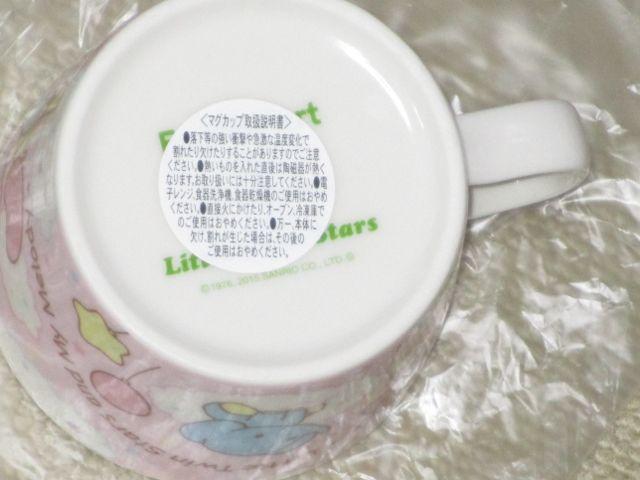 〈マグカップ取扱説明書〉
●落下等の強い衝撃や急激な温度変化で
割れたり欠けたりすることがありますのでご注意
ください。●熱いものを入れた直後は陶磁器が熱く
なります。お取り扱いには十分注意してください。●電
子レンジ、食器洗浄機、食器乾燥機のご使用はおやめ
ください。●直接火にかけたり、オーブン、冷凍庫で
のご使用はおやめください。●万一、本体に
欠け、割れが生じた場合は、その後の
ご使用はおやめください。
Stars
©1976, 2015 SANRIO CO., LTD. ®
Twin Stars and My Melody